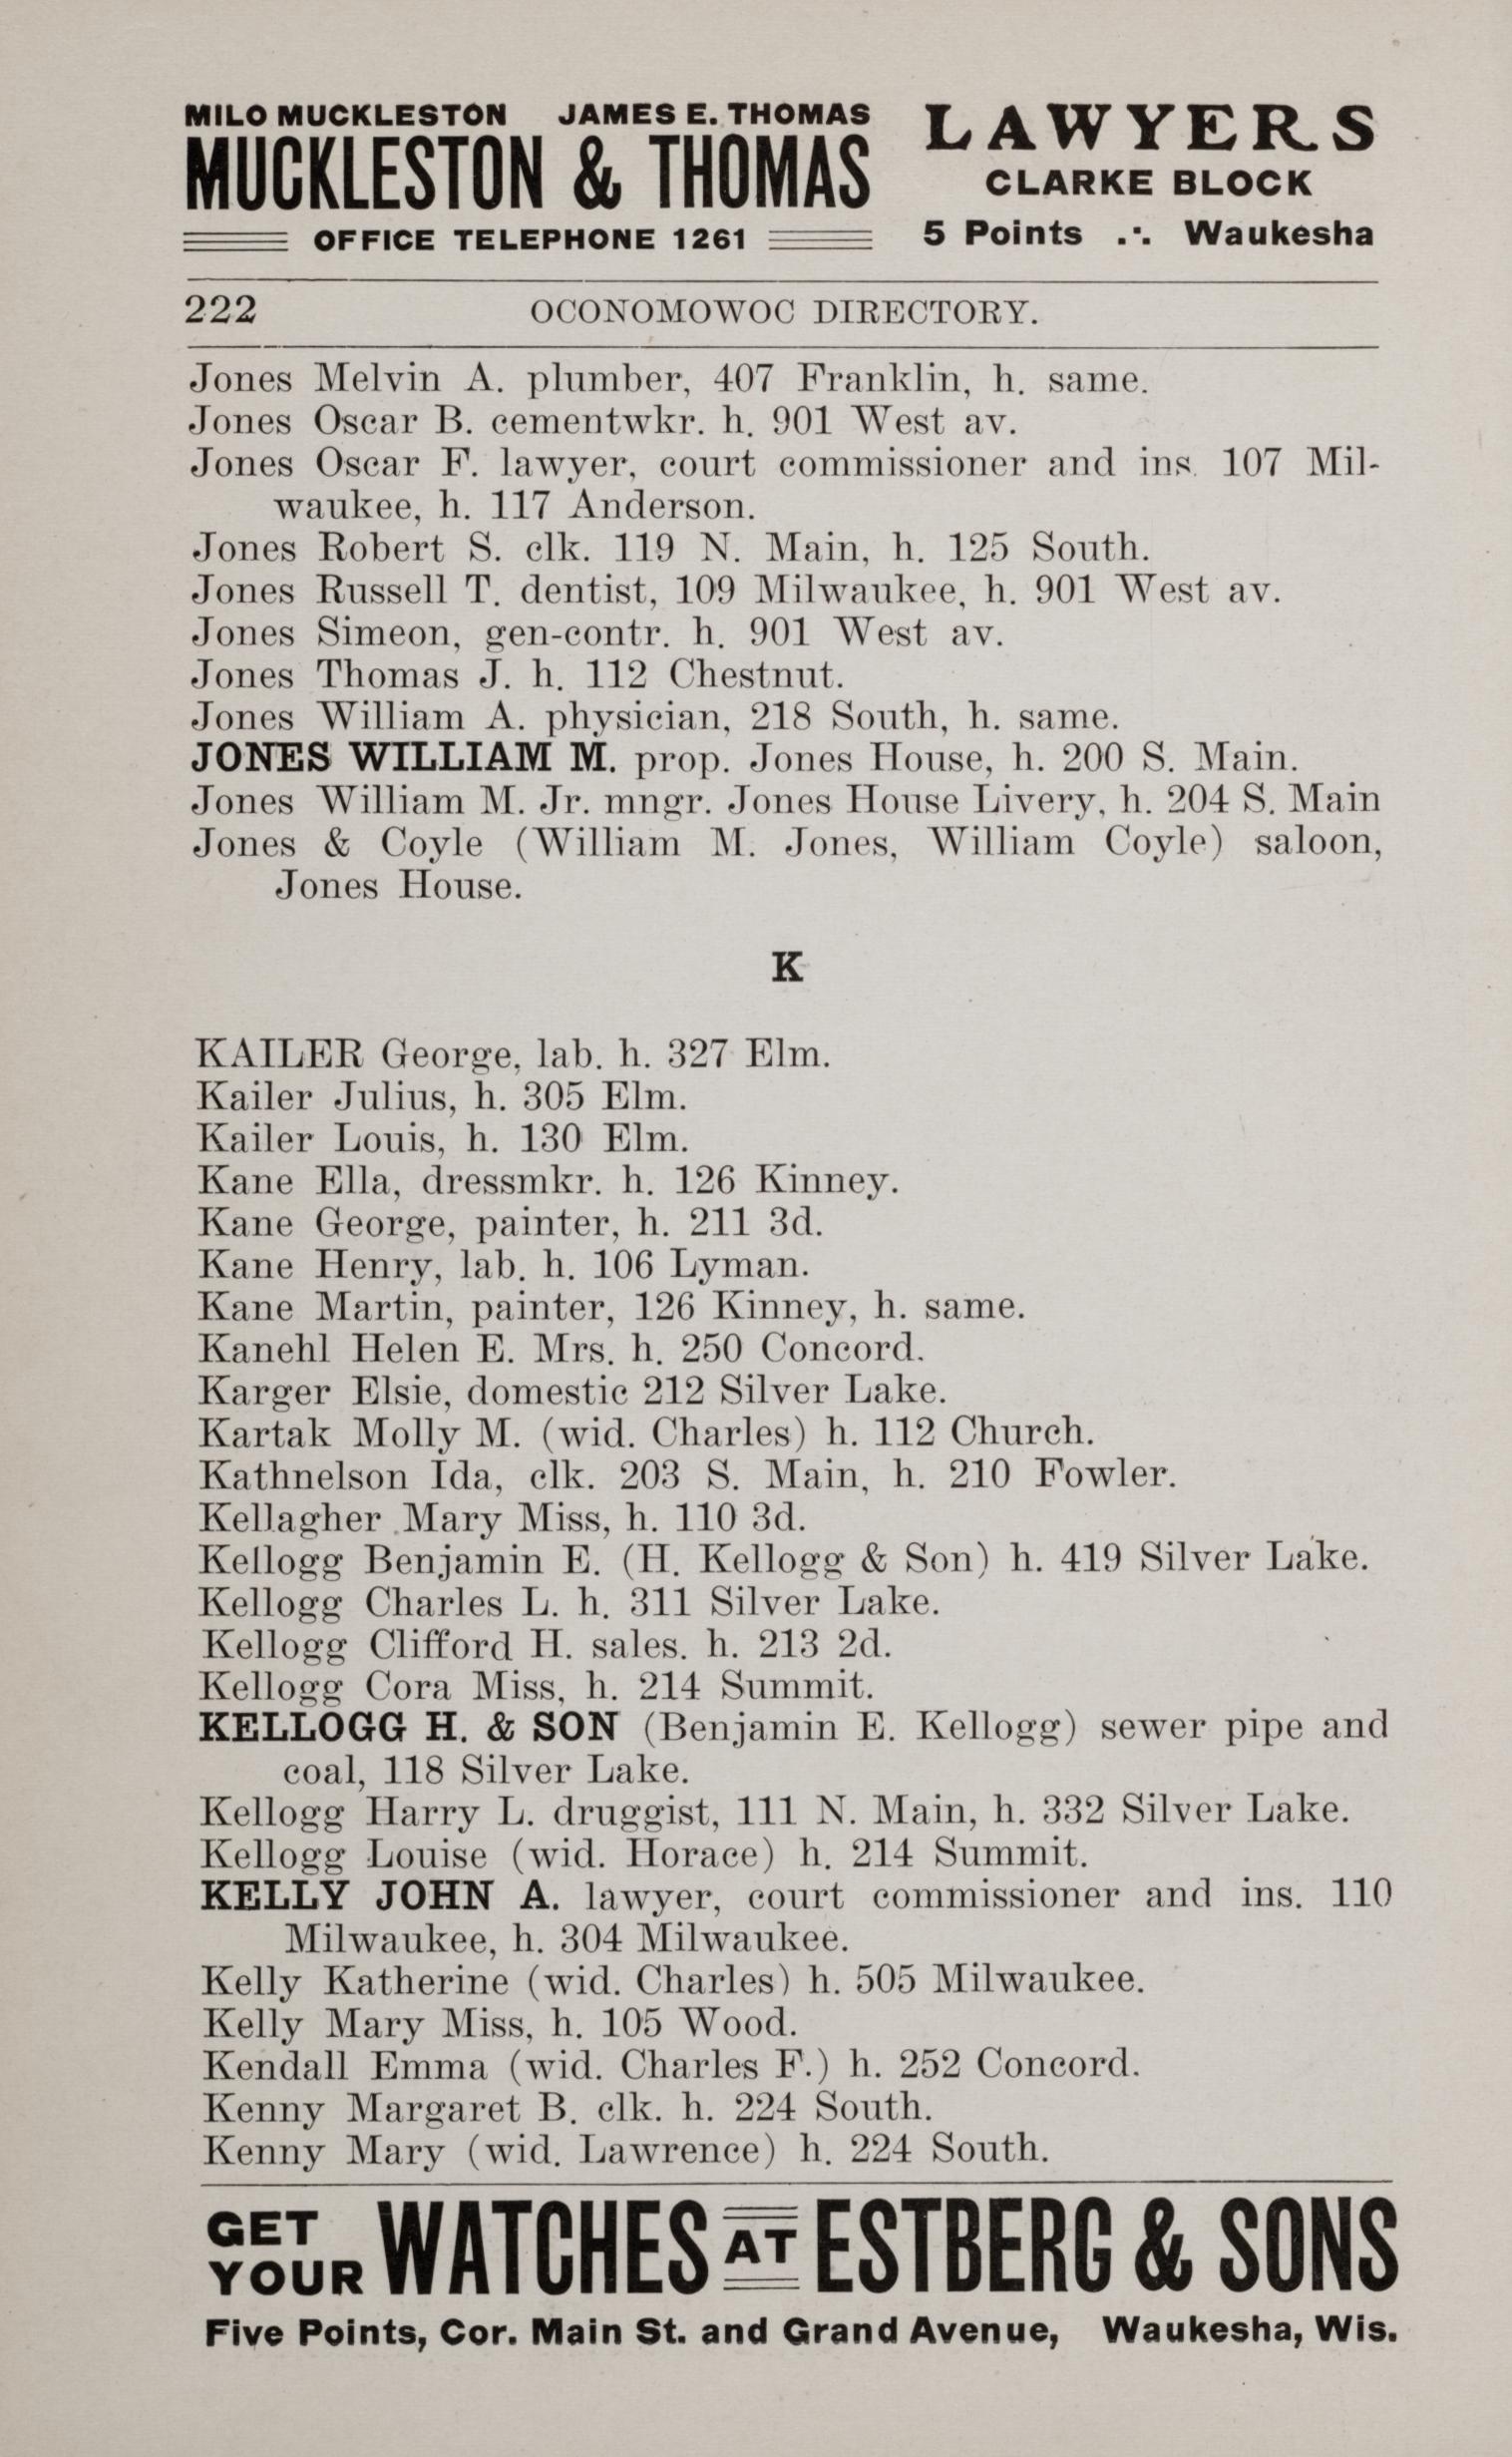 MILO MUCKLESTON JAMES E. THOMAS
MUCKLESTON & THOMAS
OFFICE TELEPHONE 1261
LAWYERS
CLARKE BLOCK
5 Points ∴ Waukesha
222 OCONOMOWOC DIRECTORY.
Jones Melvin A. plumber, 407 Franklin, h. same.
Jones Oscar B. cementwkr. h. 901 West av.
Jones Oscar F. lawyer, court commissioner and ins. 107 Mil-
waukee, h. 117 Anderson.
Jones Robert S. clk. 119 N. Main, h. 125 South.
Jones Russell T. dentist, 109 Milwaukee, h. 901 West av.
Jones Simeon, gen-contr. h. 901 West av.
Jones Thomas J. h. 112 Chestnut.
Jones William A. physician, 218 South, h. same.
JONES WILLIAM M. prop. Jones House, h. 200 S. Main.
Jones William M. Jr. mngr. Jones House Livery, h. 204 S. Main
Jones & Coyle (William M. Jones, William Coyle) saloon,
Jones House.
K
KAILER George, lab. h. 327 Elm.
Kailer Julius, h. 305 Elm.
Kailer Louis, h. 130 Elm.
Kane Ella, dressmkr. h. 126 Kinney.
Kane George, painter, h. 211 3d.
Kane Henry, lab. h. 106 Lyman.
Kane Martin, painter, 126 Kinney, h. same.
Kanehl Helen E. Mrs. h. 250 Concord.
Karger Elsie, domestic 212 Silver Lake.
Kartak Molly M. (wid. Charles) h. 112 Church.
Kathnelson Ida, clk. 203 S. Main, h. 210 Fowler.
Kellagher Mary Miss, h. 110 3d.
Kellogg Benjamin E. (H. Kellogg & Son) h. 419 Silver Lake.
Kellogg Charles L. h. 311 Silver Lake.
Kellogg Clifford H. sales. h. 213 2d.
Kellogg Cora Miss, h. 214 Summit.
KELLOGG H. & SON (Benjamin E. Kellogg) sewer pipe and
coal, 118 Silver Lake.
Kellogg Harry L. druggist, 111 N. Main, h. 332 Silver Lake.
Kellogg Louise (wid. Horace) h. 214 Summit.
KELLY JOHN A. lawyer, court commissioner and ins. 110
Milwaukee, h. 304 Milwaukee.
Kelly Katherine (wid. Charles) h. 505 Milwaukee.
Kelly Mary Miss, h. 105 Wood.
Kendall Emma (wid. Charles F.) h. 252 Concord.
Kenny Margaret B. clk. h. 224 South.
Kenny Mary (wid. Lawrence) h. 224 South.
GET YOUR WATCHES AT ESTBERG & SONS
Five Points, Cor. Main St. and Grand Avenue, Waukesha, Wis.